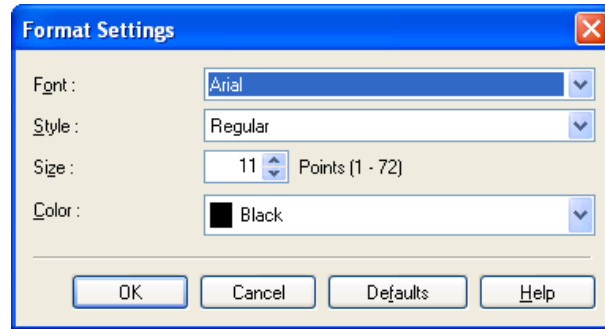 Format Settings
Font : Arial
Style : Regular
Size : 11 Points (1 - 72)
Color : Black
OK Cancel Defaults Help